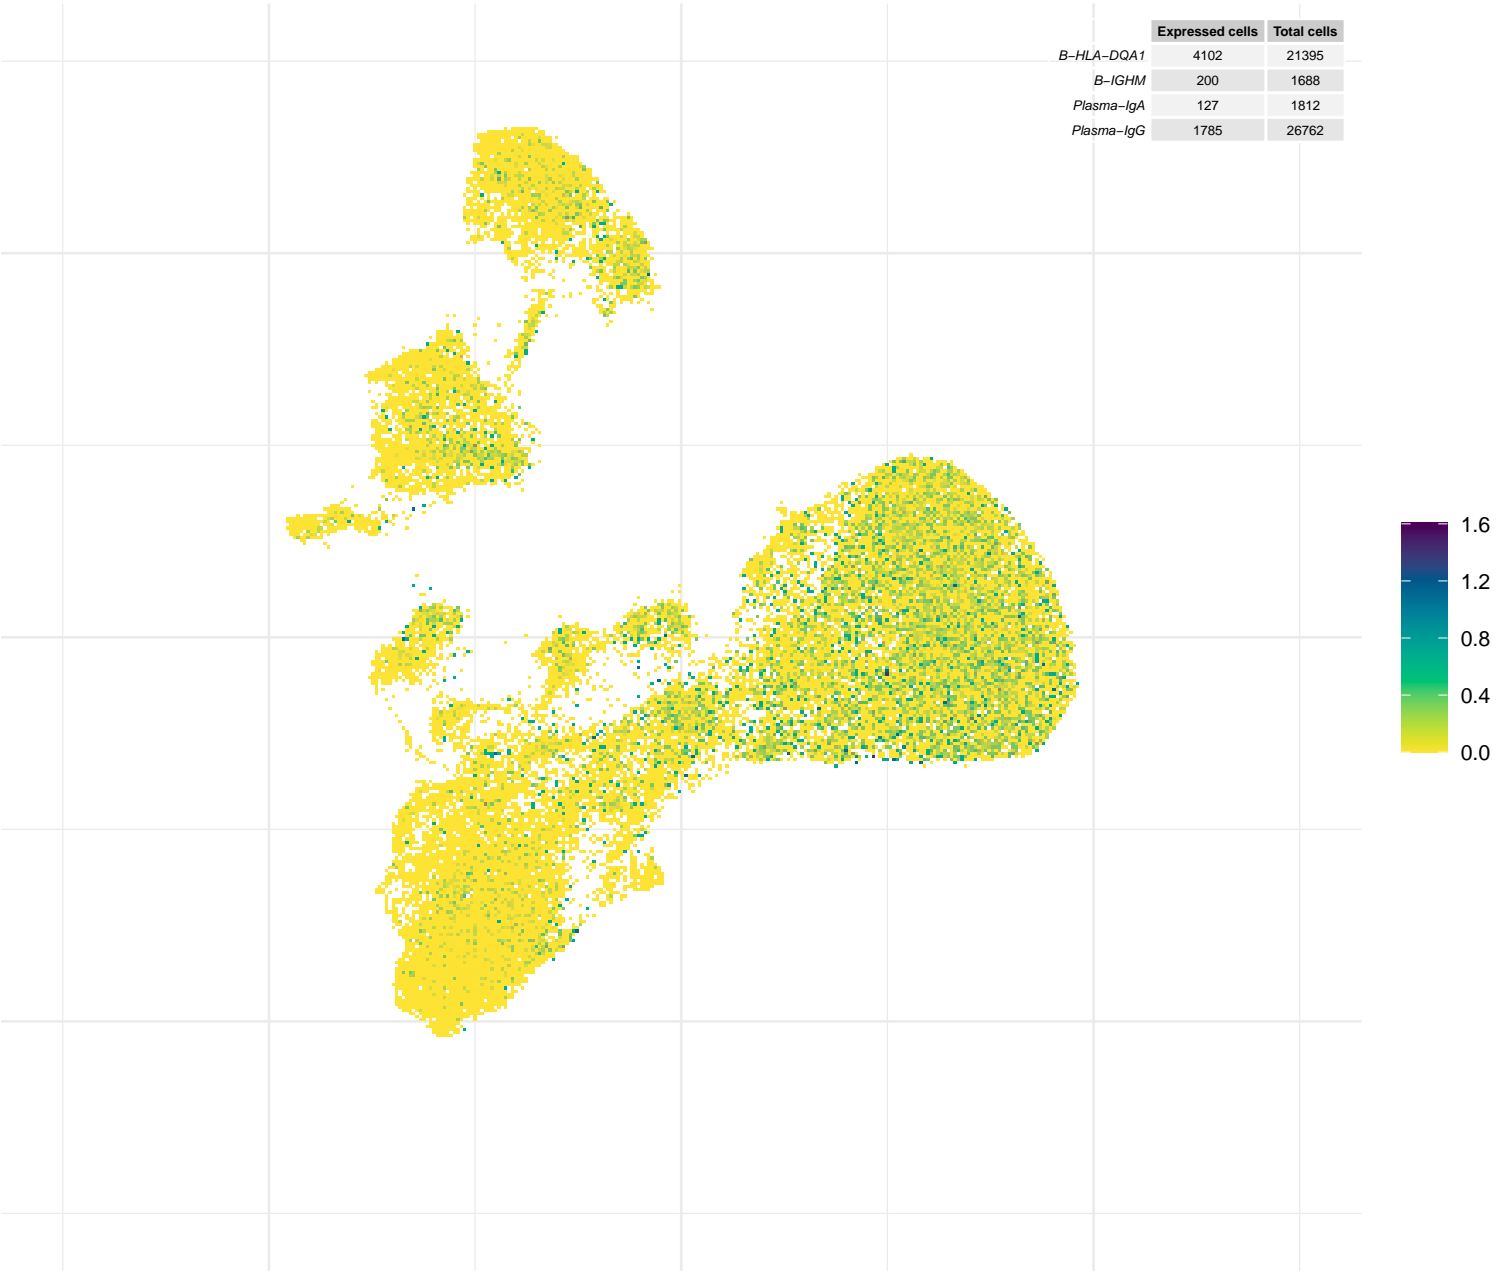 Expressed cells Total cells
B−HLA−DQA1 4102 21395
B−IGHM 200 1688
Plasma−IgA 127 1812
Plasma−IgG 1785 26762
1.6
1.2
0.8
0.4
0.0